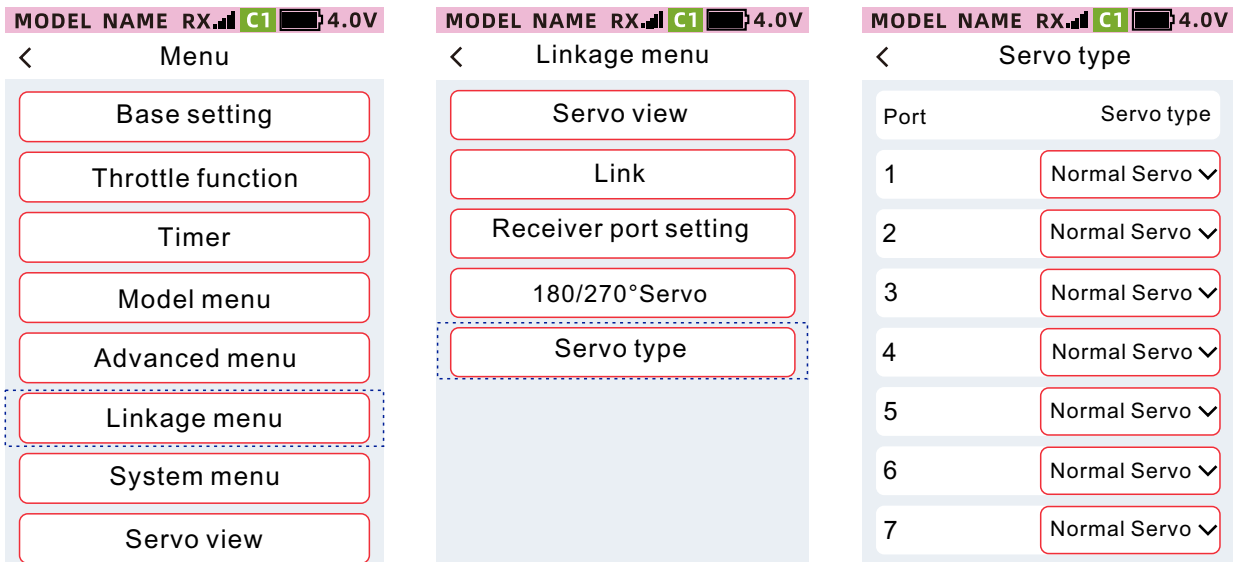 MODEL NAME RX C1 4.0V
Menu
Base setting
Throttle function
Timer
Model menu
Advanced menu
Linkage menu
System menu
Servo view
MODEL NAME RX C1 4.0V
Linkage menu
Servo view
Link
Receiver port setting
180/270°Servo
Servo type
MODEL NAME RX C1 4.0V
Servo type
Port Servo type
1 Normal Servo
2 Normal Servo
3 Normal Servo
4 Normal Servo
5 Normal Servo
6 Normal Servo
7 Normal Servo